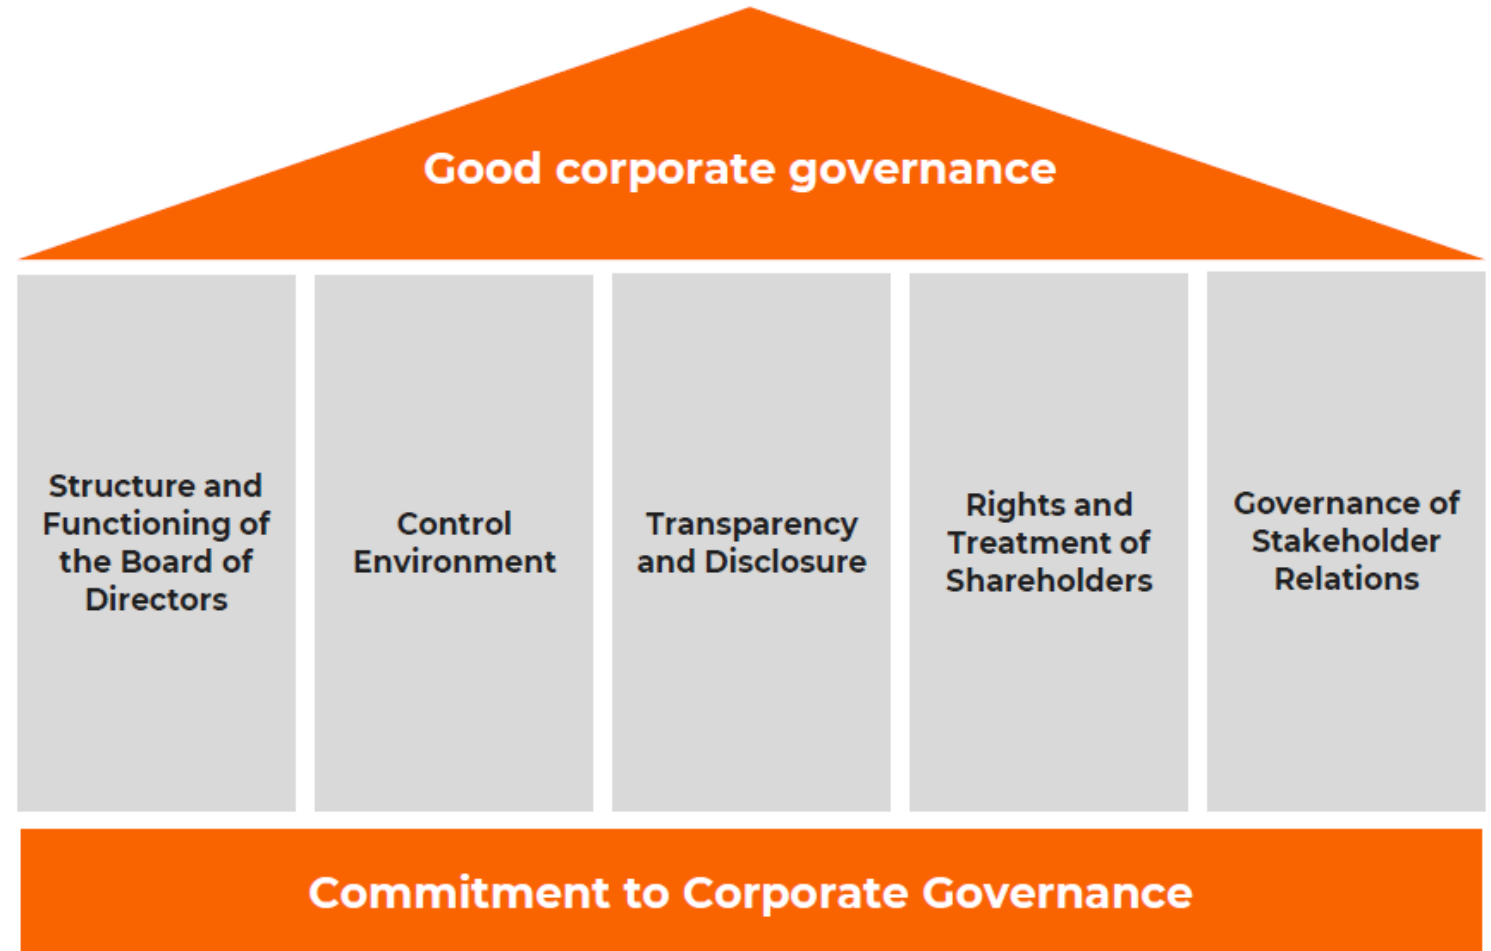 Good corporate governance
Structure and
Functioning of
the Board of
Directors
Control
Environment
Transparency
and Disclosure
Rights and
Treatment of
Shareholders
Governance of
Stakeholder
Relations
Commitment to Corporate Governance